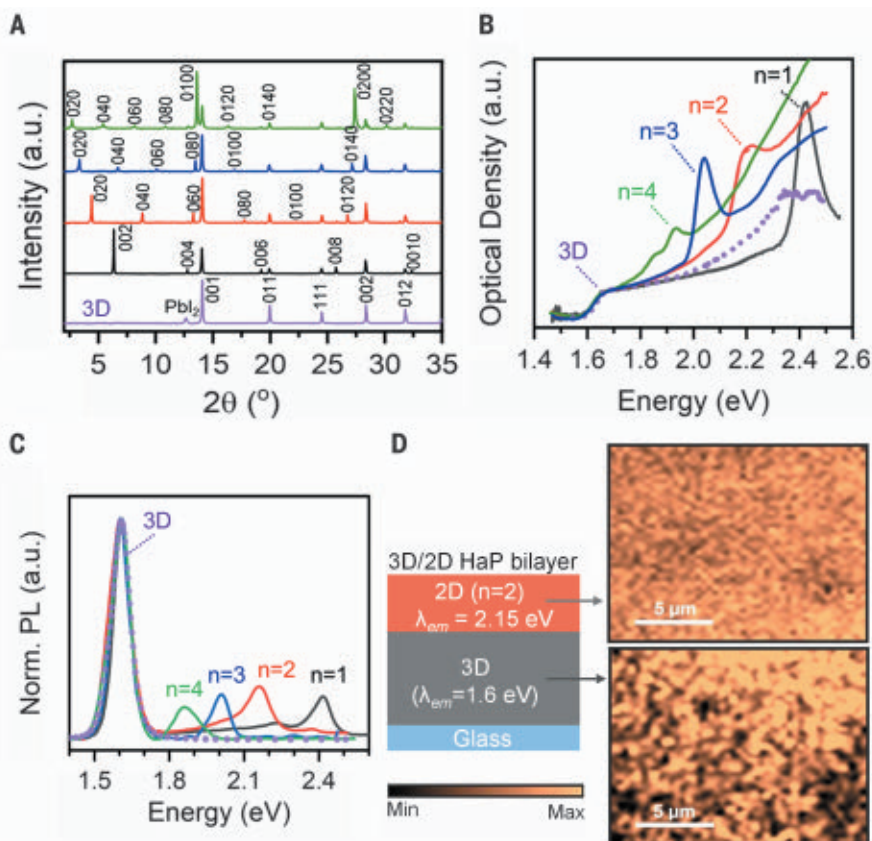 A
Intensity (a.u.)
020
040
060
080
0100
0120
0140
0200
0220
020
040
060
080
0100
0140
020
040
060
080
0100
0120
002
004
006
008
0010
3D
PbI₂
001
011
111
002
012
5 10 15 20 25 30 35
2θ (°)
B
Optical Density (a.u.)
n=1
n=2
n=3
n=4
3D
1.4 1.6 1.8 2.0 2.2 2.4 2.6
Energy (eV)
C
Norm. PL (a.u.)
3D
n=4
n=3
n=2
n=1
1.5 1.8 2.1 2.4
Energy (eV)
D
3D/2D HaP bilayer
2D (n=2)
λem = 2.15 eV
3D
(λem=1.6 eV)
Glass
Min Max
5 μm
5 μm